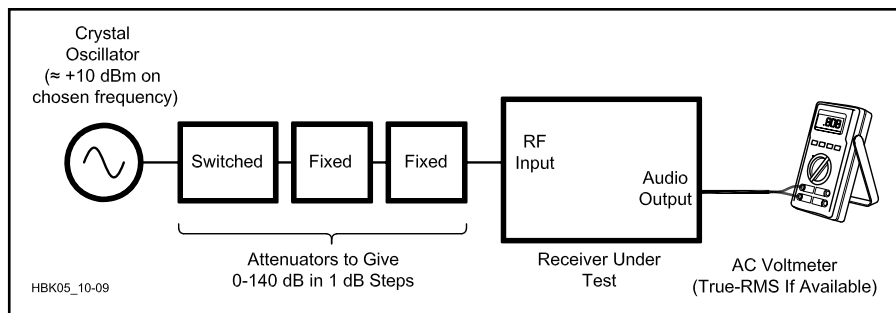 Crystal
Oscillator
(≈ +10 dBm on
chosen frequency)
Switched
Fixed
Fixed
RF
Input
Audio
Output
.808
Attenuators to Give
0-140 dB in 1 dB Steps
Receiver Under
Test
AC Voltmeter
(True-RMS If Available)
HBK05_10-09